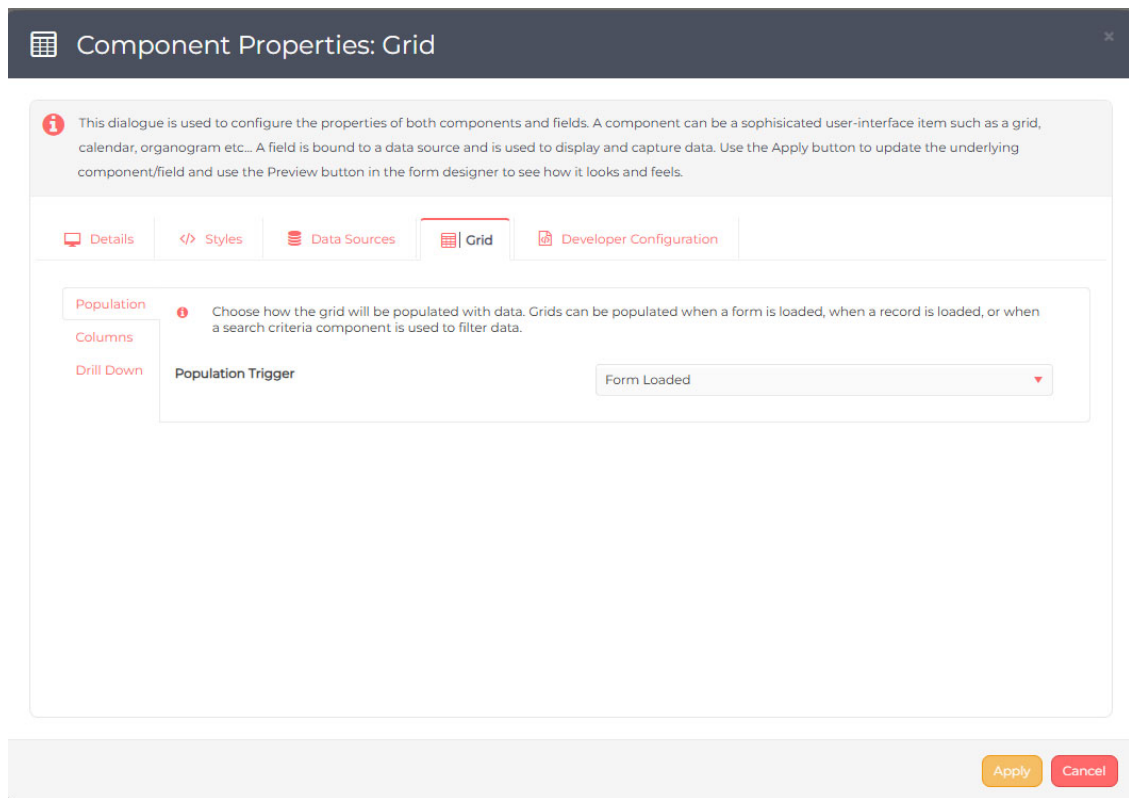 Component Properties: Grid
×
This dialogue is used to configure the properties of both components and fields. A component can be a sophisicated user-interface item such as a grid,
calendar, organogram etc... A field is bound to a data source and is used to display and capture data. Use the Apply button to update the underlying
component/field and use the Preview button in the form designer to see how it looks and feels.
Details </> Styles Data Sources Grid Developer Configuration
Population
Columns
Drill Down
Choose how the grid will be populated with data. Grids can be populated when a form is loaded, when a record is loaded, or when
a search criteria component is used to filter data.
Population Trigger Form Loaded
Apply Cancel